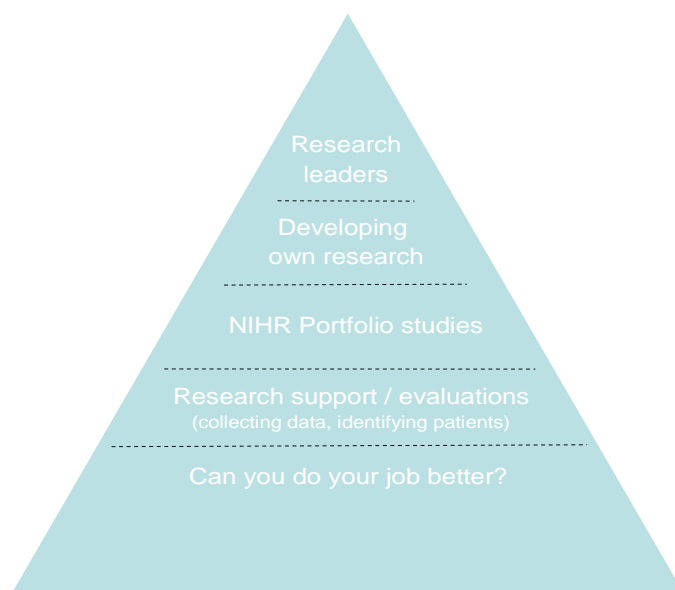 Research
leaders
Developing
own research
NIHR Portfolio studies
Research support / evaluations
(collecting data, identifying patients)
Can you do your job better?